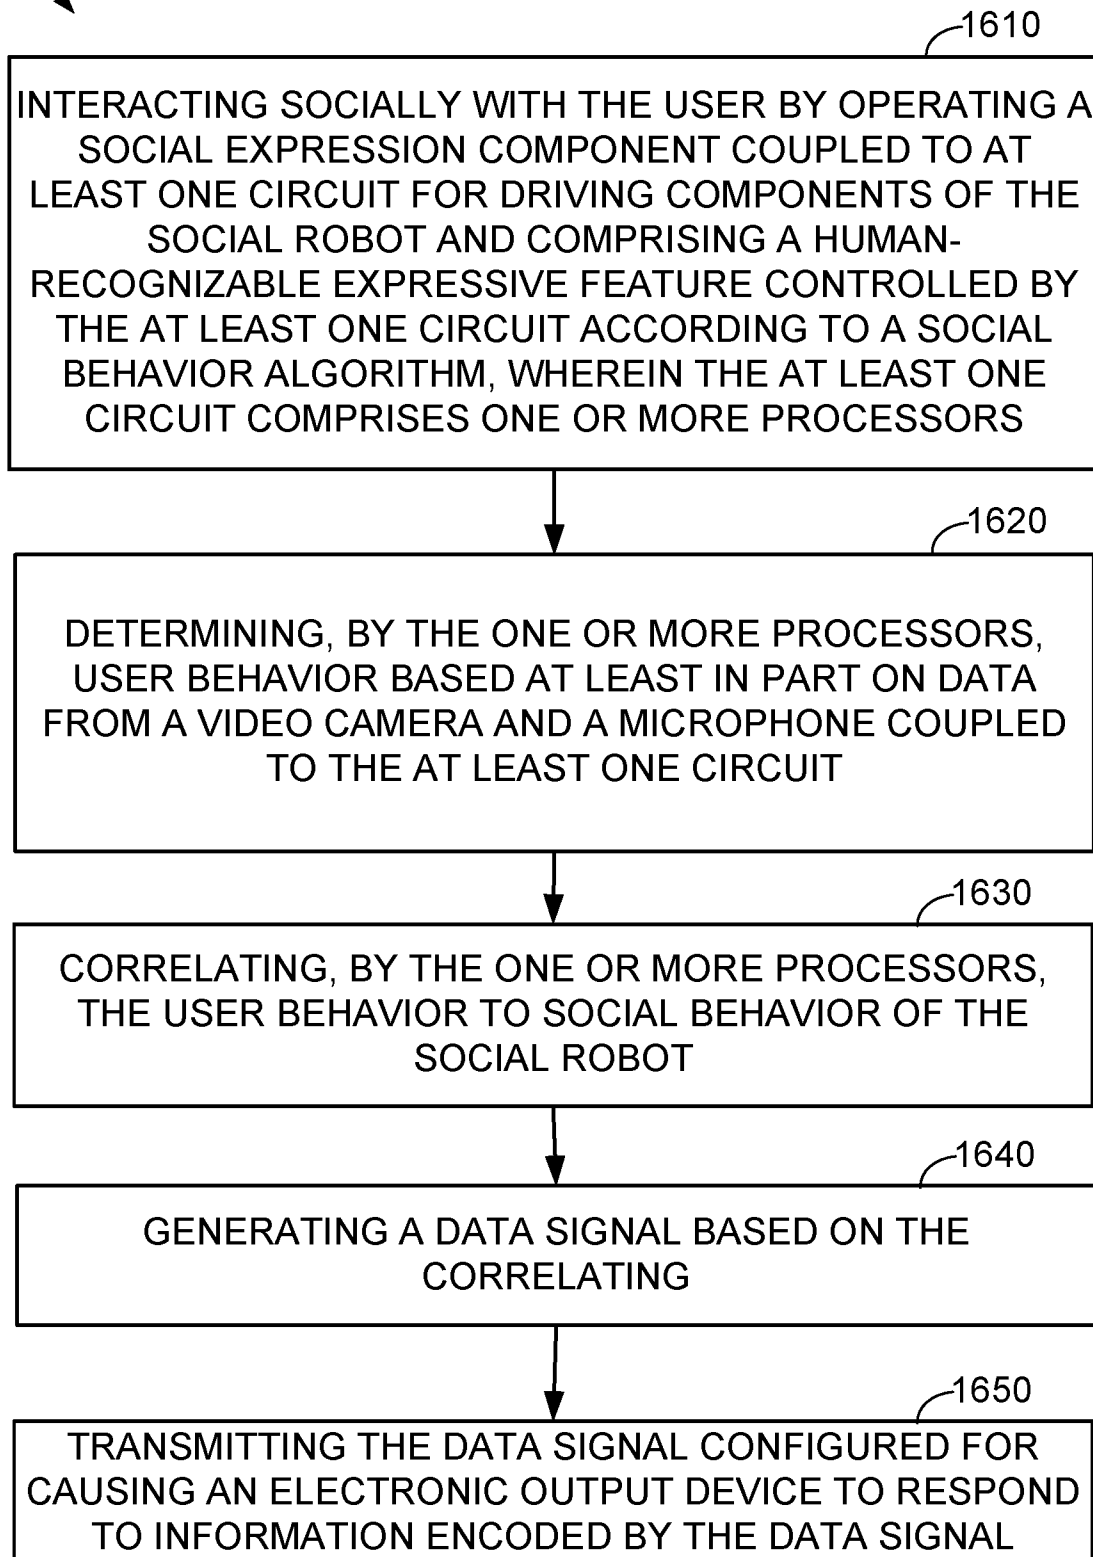 1610
INTERACTING SOCIALLY WITH THE USER BY OPERATING A
SOCIAL EXPRESSION COMPONENT COUPLED TO AT
LEAST ONE CIRCUIT FOR DRIVING COMPONENTS OF THE
SOCIAL ROBOT AND COMPRISING A HUMAN-
RECOGNIZABLE EXPRESSIVE FEATURE CONTROLLED BY
THE AT LEAST ONE CIRCUIT ACCORDING TO A SOCIAL
BEHAVIOR ALGORITHM, WHEREIN THE AT LEAST ONE
CIRCUIT COMPRISES ONE OR MORE PROCESSORS
1620
DETERMINING, BY THE ONE OR MORE PROCESSORS,
USER BEHAVIOR BASED AT LEAST IN PART ON DATA
FROM A VIDEO CAMERA AND A MICROPHONE COUPLED
TO THE AT LEAST ONE CIRCUIT
1630
CORRELATING, BY THE ONE OR MORE PROCESSORS,
THE USER BEHAVIOR TO SOCIAL BEHAVIOR OF THE
SOCIAL ROBOT
1640
GENERATING A DATA SIGNAL BASED ON THE
CORRELATING
1650
TRANSMITTING THE DATA SIGNAL CONFIGURED FOR
CAUSING AN ELECTRONIC OUTPUT DEVICE TO RESPOND
TO INFORMATION ENCODED BY THE DATA SIGNAL